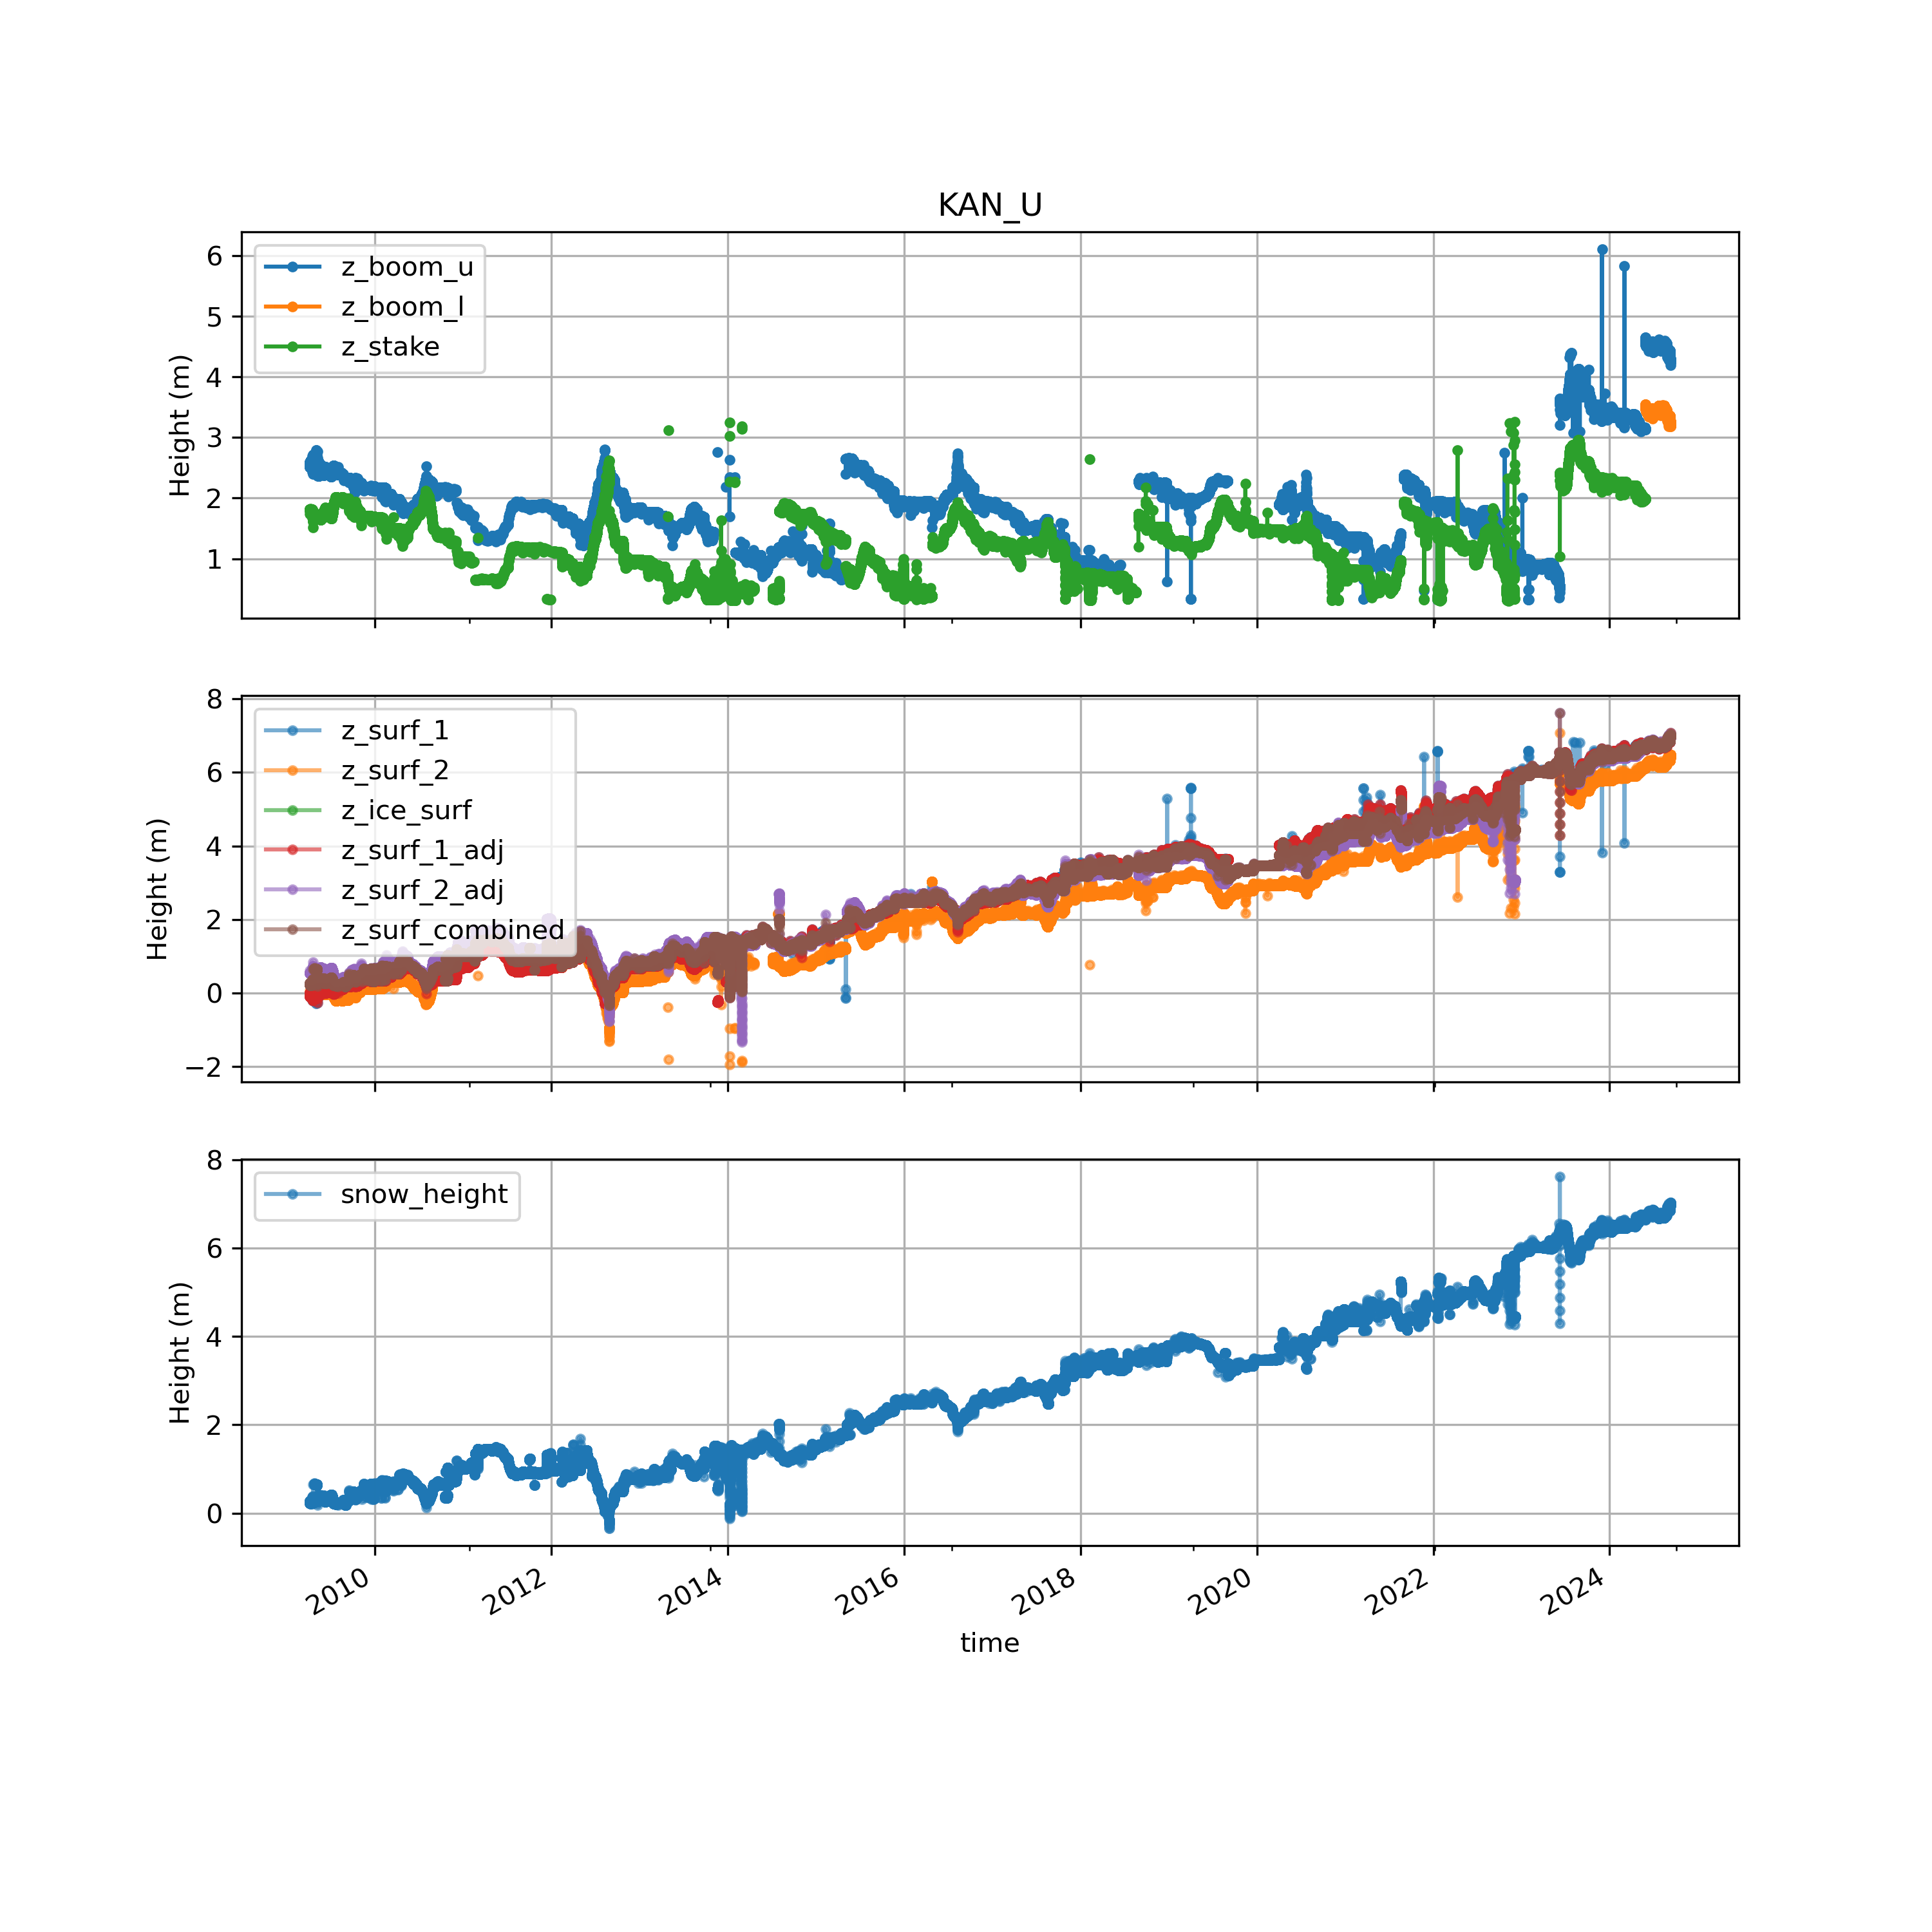 KAN_U
6
5
4
3
2
1
Height (m)
z_boom_u
z_boom_l
z_stake
8
6
4
2
0
−2
Height (m)
z_surf_1
z_surf_2
z_ice_surf
z_surf_1_adj
z_surf_2_adj
z_surf_combined
8
6
4
2
0
Height (m)
snow_height
2010
2012
2014
2016
2018
2020
2022
2024
time